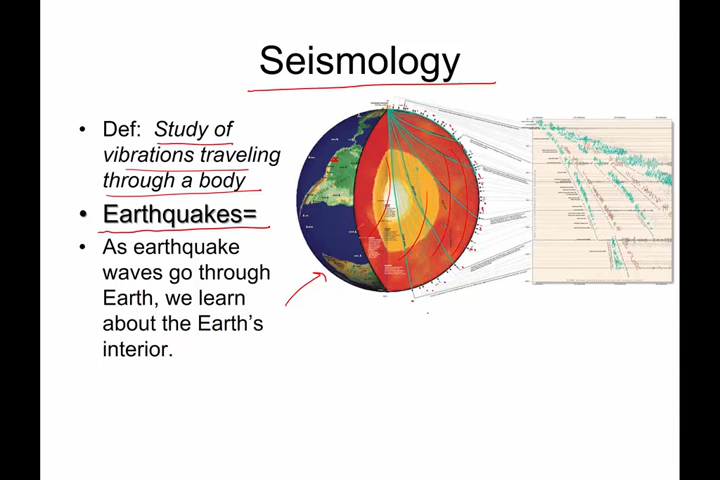 Seismology
• Def: Study of
vibrations traveling
through a body
• Earthquakes=
• As earthquake
waves go through
Earth, we learn
about the Earth's
interior.